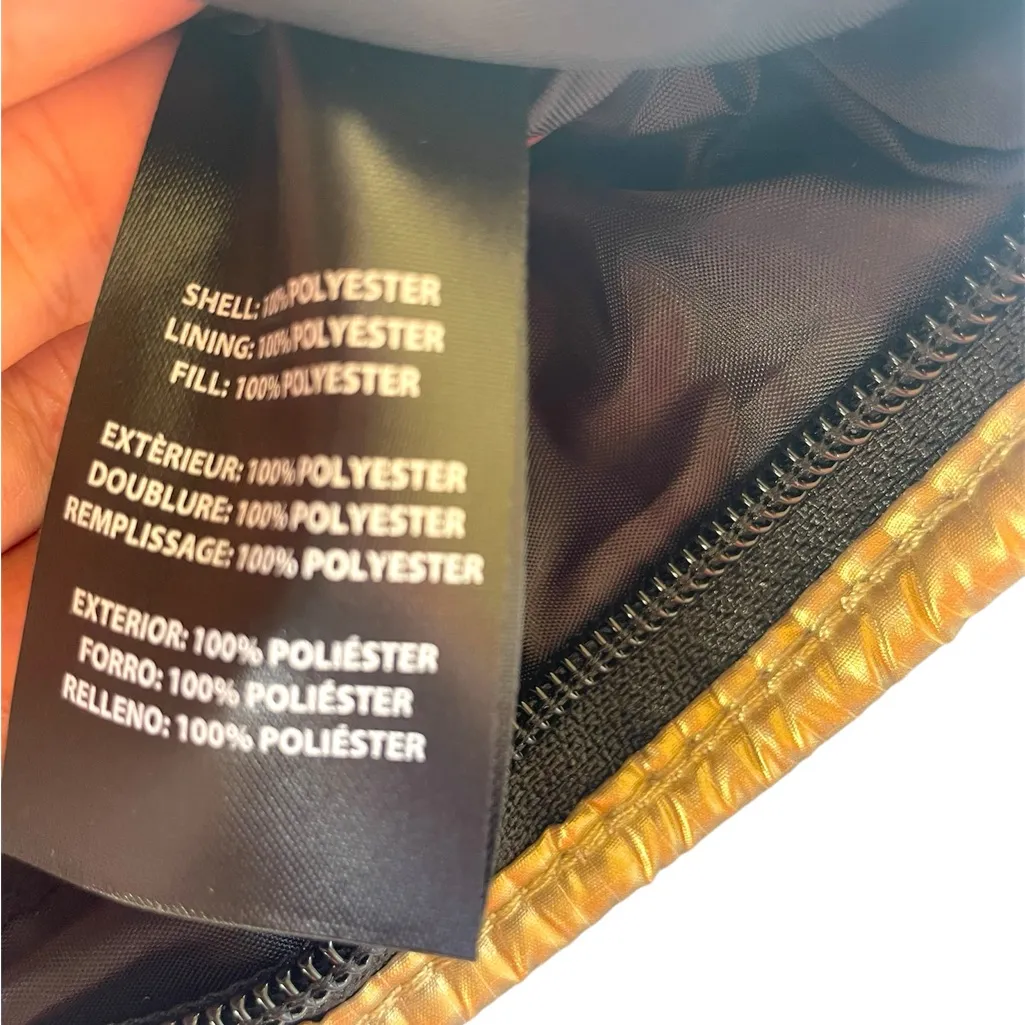 SHELL: 100% POLYESTER
LINING: 100% POLYESTER
FILL: 100% POLYESTER
EXTÈRIEUR: 100% POLYESTER
DOUBLURE: 100% POLYESTER
REMPLISSAGE: 100% POLYESTER
EXTERIOR: 100% POLIÉSTER
FORRO: 100% POLIÉSTER
RELLENO: 100% POLIÉSTER